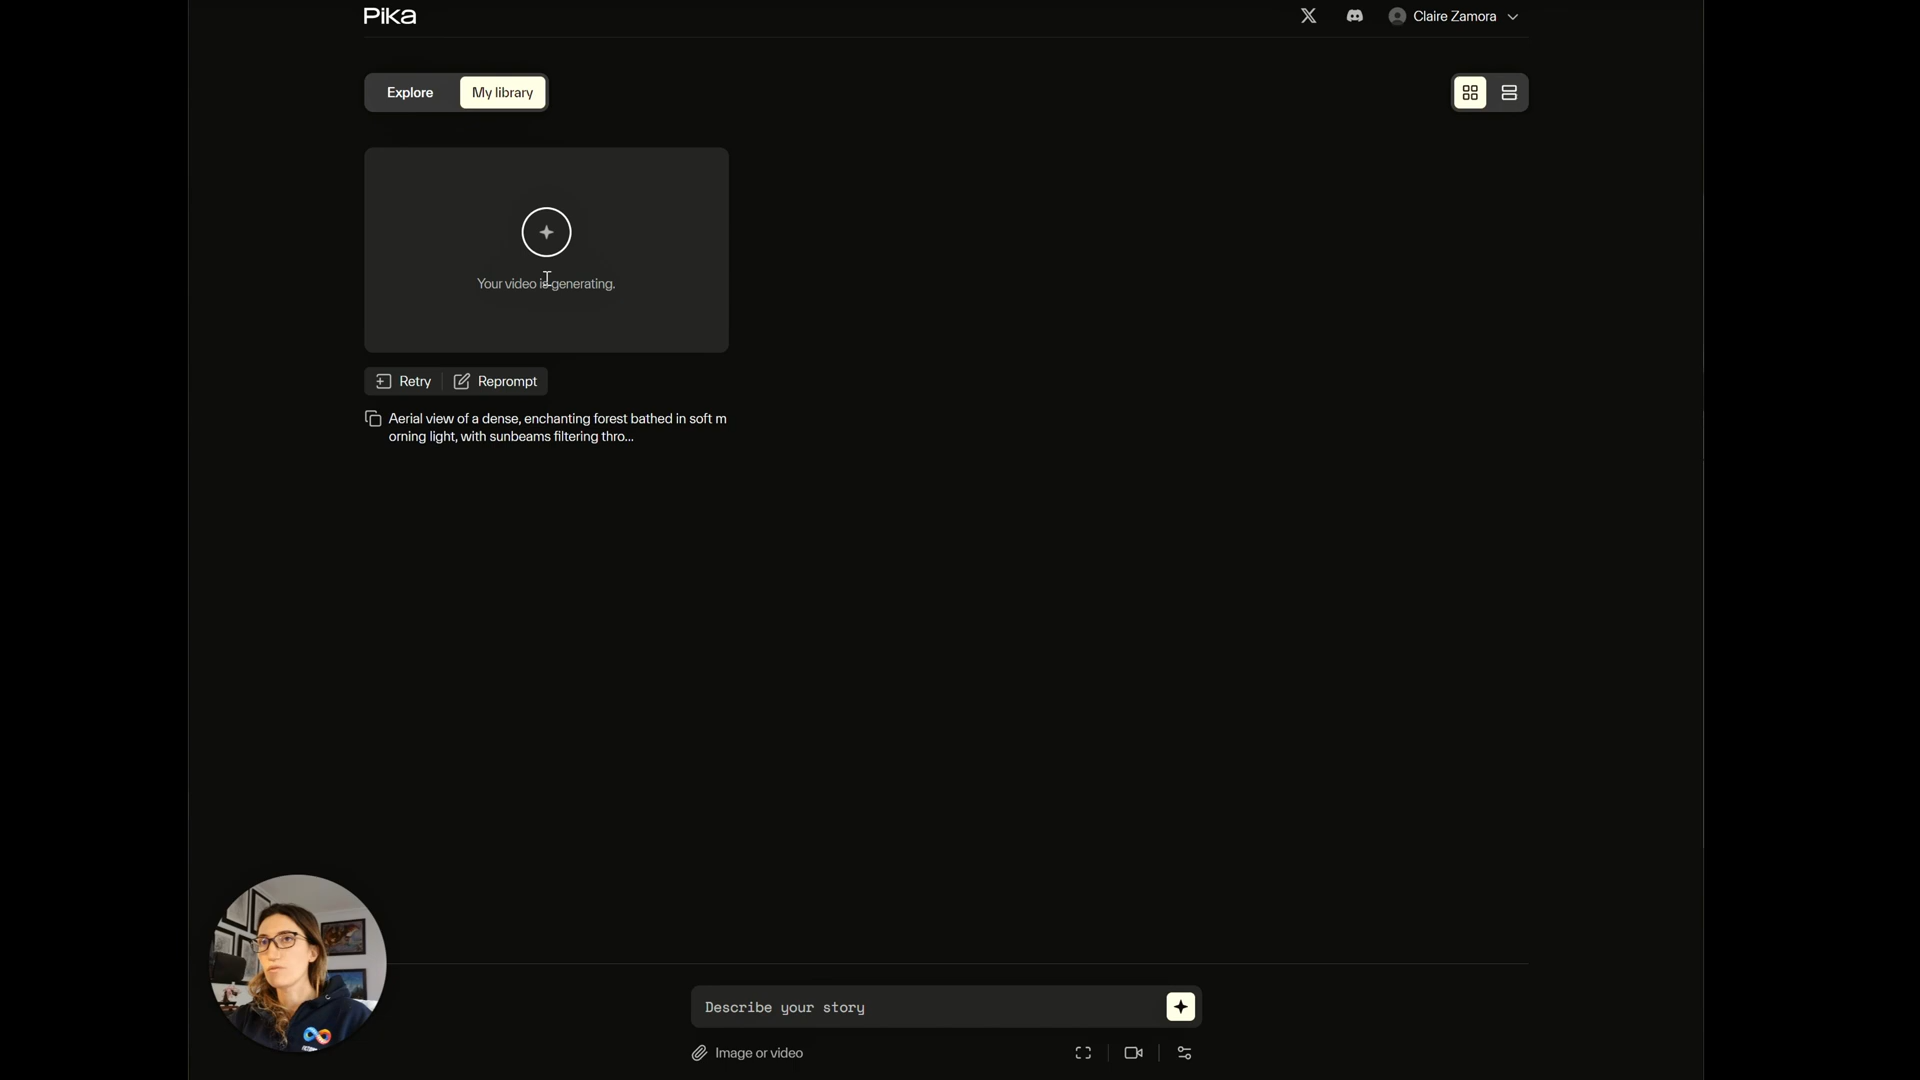 Pika
Claire Zamora
Explore
My library
Your video is generating.
Retry
Reprompt
Aerial view of a dense, enchanting forest bathed in soft m
orning light, with sunbeams filtering thro...
Describe your story
Image or video